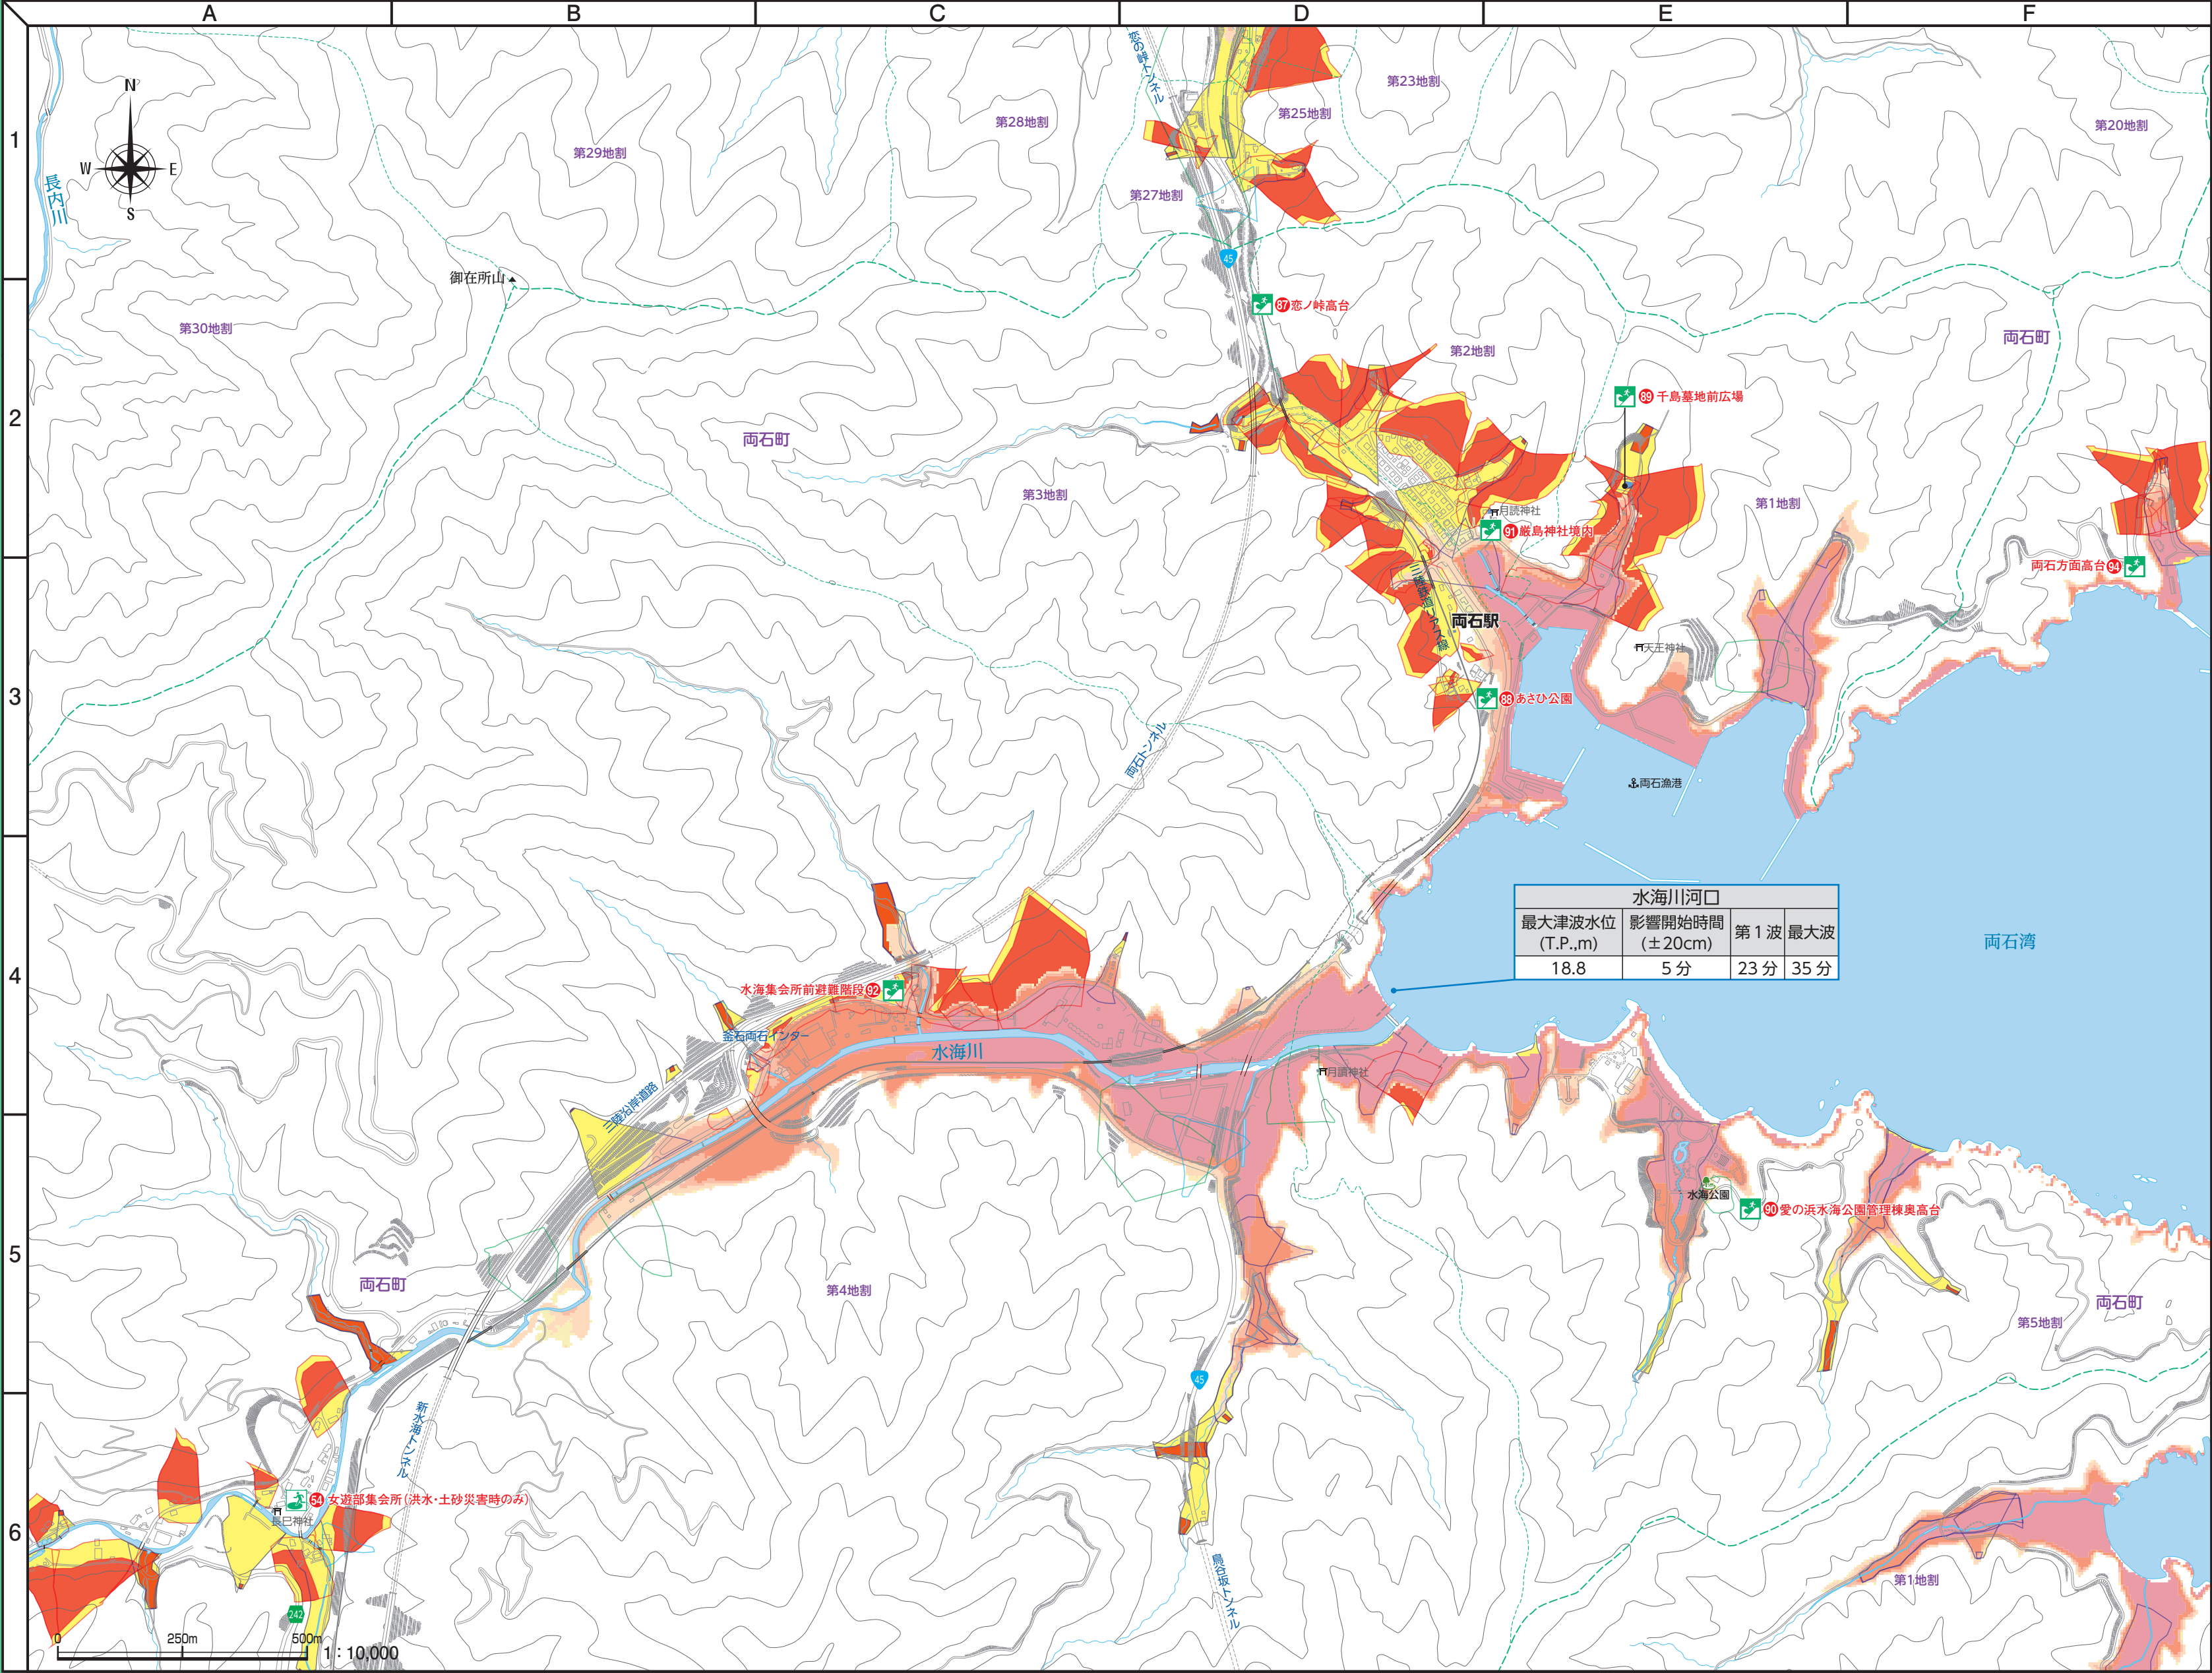 A B C D E F
1
2
3
4
5
6
N
W E
S
長内川
恋の峠トンネル
第23地割
第25地割
第28地割
第29地割
第20地割
第27地割
45
御在所山
第30地割
87 恋ノ峠高台
両石町
第2地割
89 千島墓地前広場
両石町
第3地割
第1地割
月読神社
91 厳島神社境内
両石方面高台 94
三陸鉄道リアス線
両石駅
天王神社
88 あさひ公園
両石トンネル
両石漁港
水海川河口
最大津波水位 (T.P.,m) 影響開始時間 (±20cm) 第1波 最大波
18.8 5分 23分 35分
両石湾
水海集会所前避難階段 92
釜石両石インター
水海川
月讀神社
三陸沿岸道路
水海公園
90 愛の浜水海公園管理棟奥高台
両石町
第4地割
両石町
第5地割
45
新水海トンネル
54 女遊部集会所(洪水・土砂災害時のみ)
長巳神社
鳥谷坂トンネル
第1地割
242
0 250m 500m
1:10,000